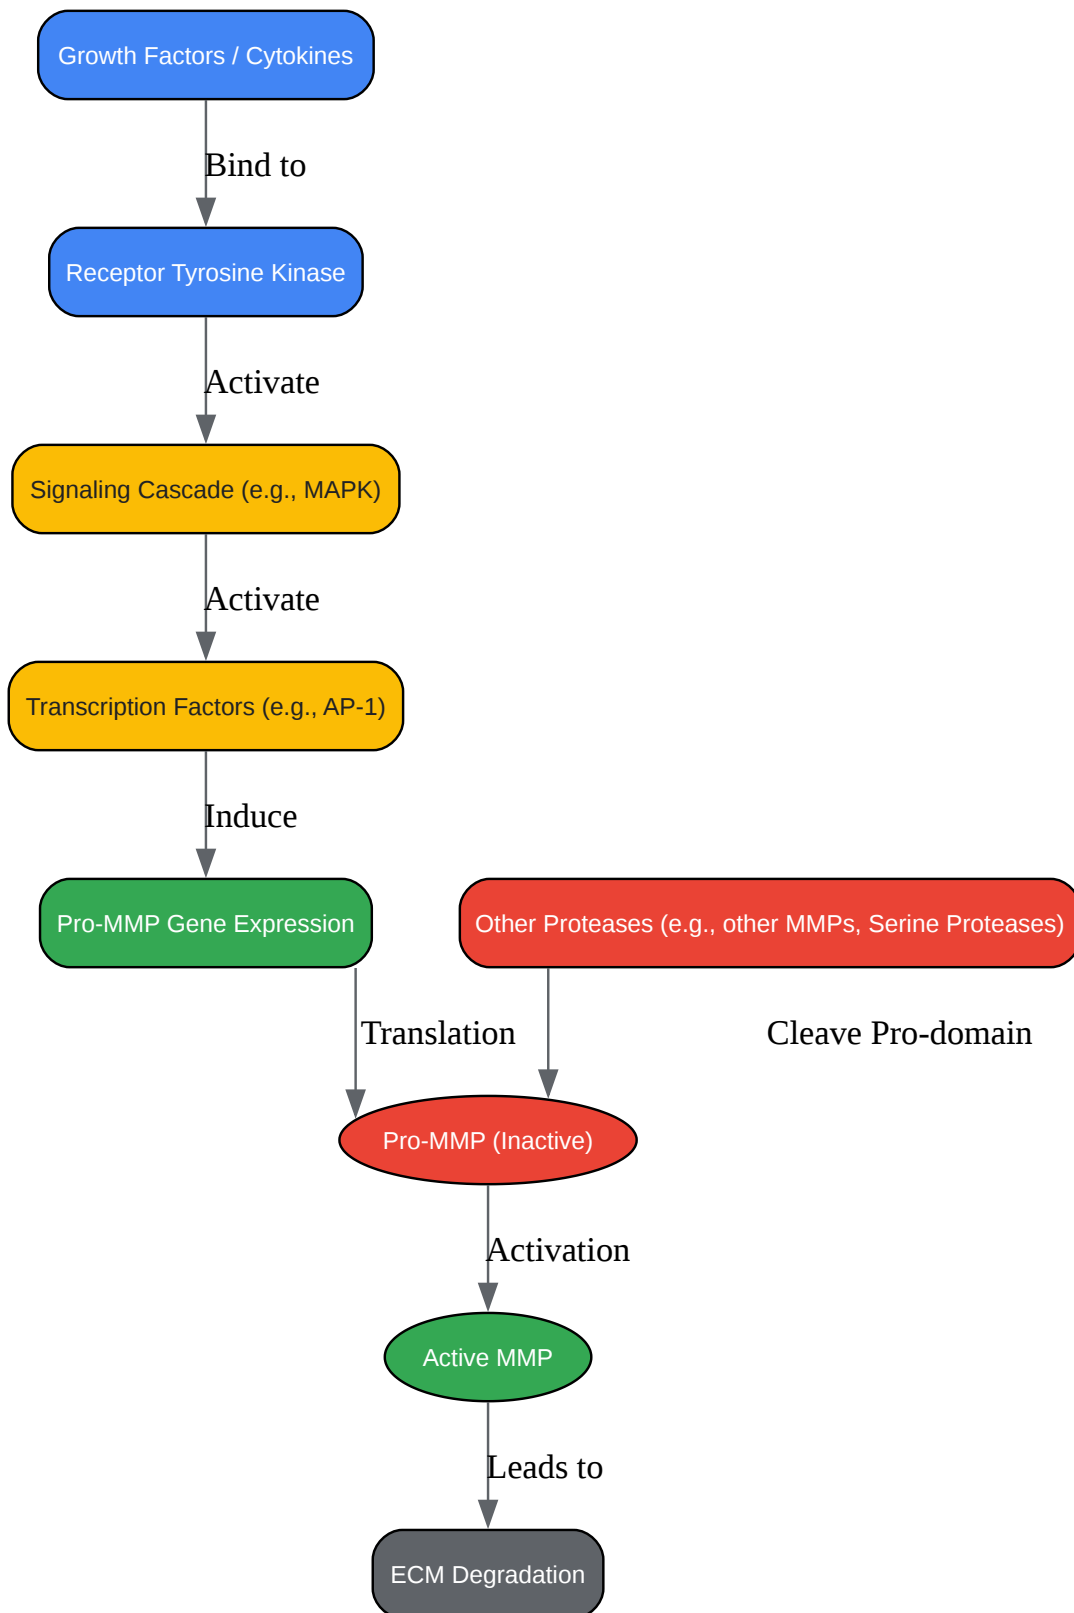 Growth Factors / Cytokines
Bind to
Receptor Tyrosine Kinase
Activate
Signaling Cascade (e.g., MAPK)
Activate
Transcription Factors (e.g., AP-1)
Induce
Pro-MMP Gene Expression
Other Proteases (e.g., other MMPs, Serine Proteases)
Translation
Cleave Pro-domain
Pro-MMP (Inactive)
Activation
Active MMP
Leads to
ECM Degradation